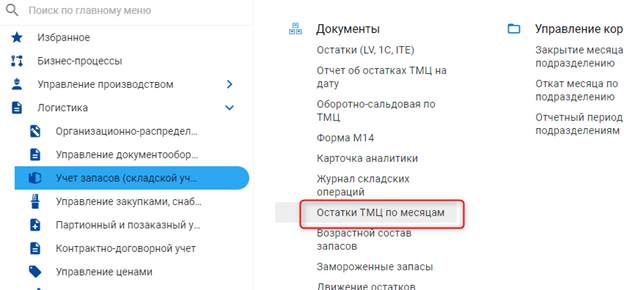 Поиск по главному меню
Избранное
Бизнес-процессы
Управление производством
Логистика
Организационно-распредел...
Управление документообор...
Учет запасов (складской уч...
Управление закупками, снаб...
Партионный и позаказный у...
Контрактно-договорной учет
Управление ценами
Документы
Остатки (LV, 1С, ITE)
Отчет об остатках ТМЦ на
дату
Оборотно-сальдовая по
ТМЦ
Форма М14
Карточка аналитики
Журнал складских
операций
Остатки ТМЦ по месяцам
Возрастной состав
запасов
Замороженные запасы
Движение остатков
Управление кор
Закрытие месяца
подразделению
Откат месяца по
подразделению
Отчетный период
подразделениям